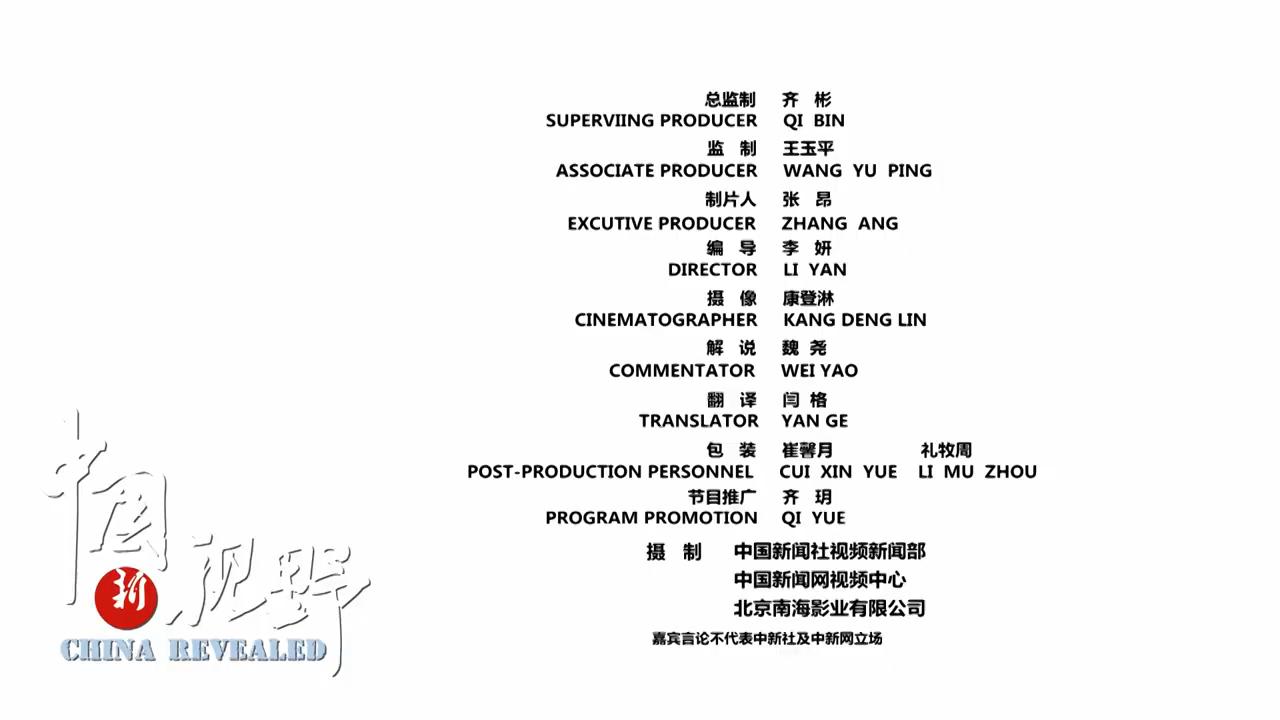 总监制 齐 彬
SUPERVIING PRODUCER QI BIN
监 制 王玉平
ASSOCIATE PRODUCER WANG YU PING
制片人 张 昂
EXCUTIVE PRODUCER ZHANG ANG
编 导 李 妍
DIRECTOR LI YAN
摄 像 康登淋
CINEMATOGRAPHER KANG DENG LIN
解 说 魏 尧
COMMENTATOR WEI YAO
翻 译 闫 格
TRANSLATOR YAN GE
包 装 崔馨月 礼牧周
POST-PRODUCTION PERSONNEL CUI XIN YUE LI MU ZHOU
节目推广 齐 玥
PROGRAM PROMOTION QI YUE
摄 制 中国新闻社视频新闻部
中国新闻网视频中心
北京南海影业有限公司
嘉宾言论不代表中新社及中新网立场
中国
新 视野
CHINA REVEALED